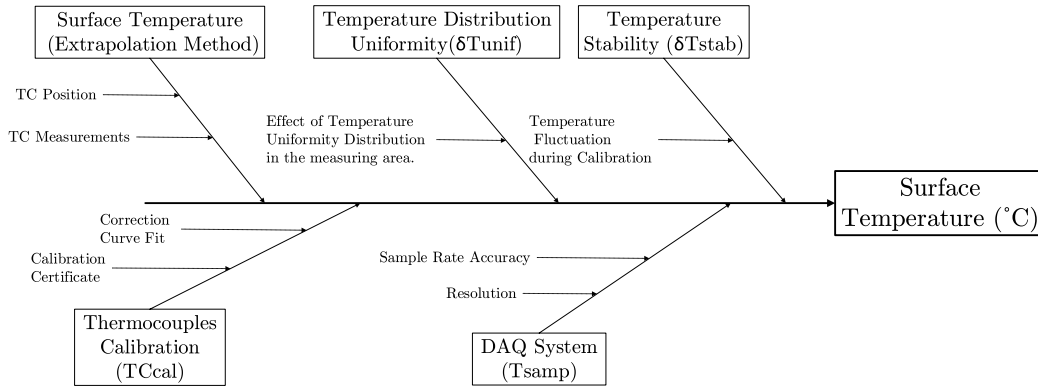 Surface Temperature
(Extrapolation Method)
Temperature Distribution
Uniformity(δTunif)
Temperature
Stability (δTstab)
TC Position
TC Measurements
Effect of Temperature
Uniformity Distribution
in the measuring area.
Temperature
Fluctuation
during Calibration
Surface
Temperature (°C)
Correction
Curve Fit
Calibration
Certificate
Sample Rate Accuracy
Resolution
Thermocouples
Calibration
(TCcal)
DAQ System
(Tsamp)